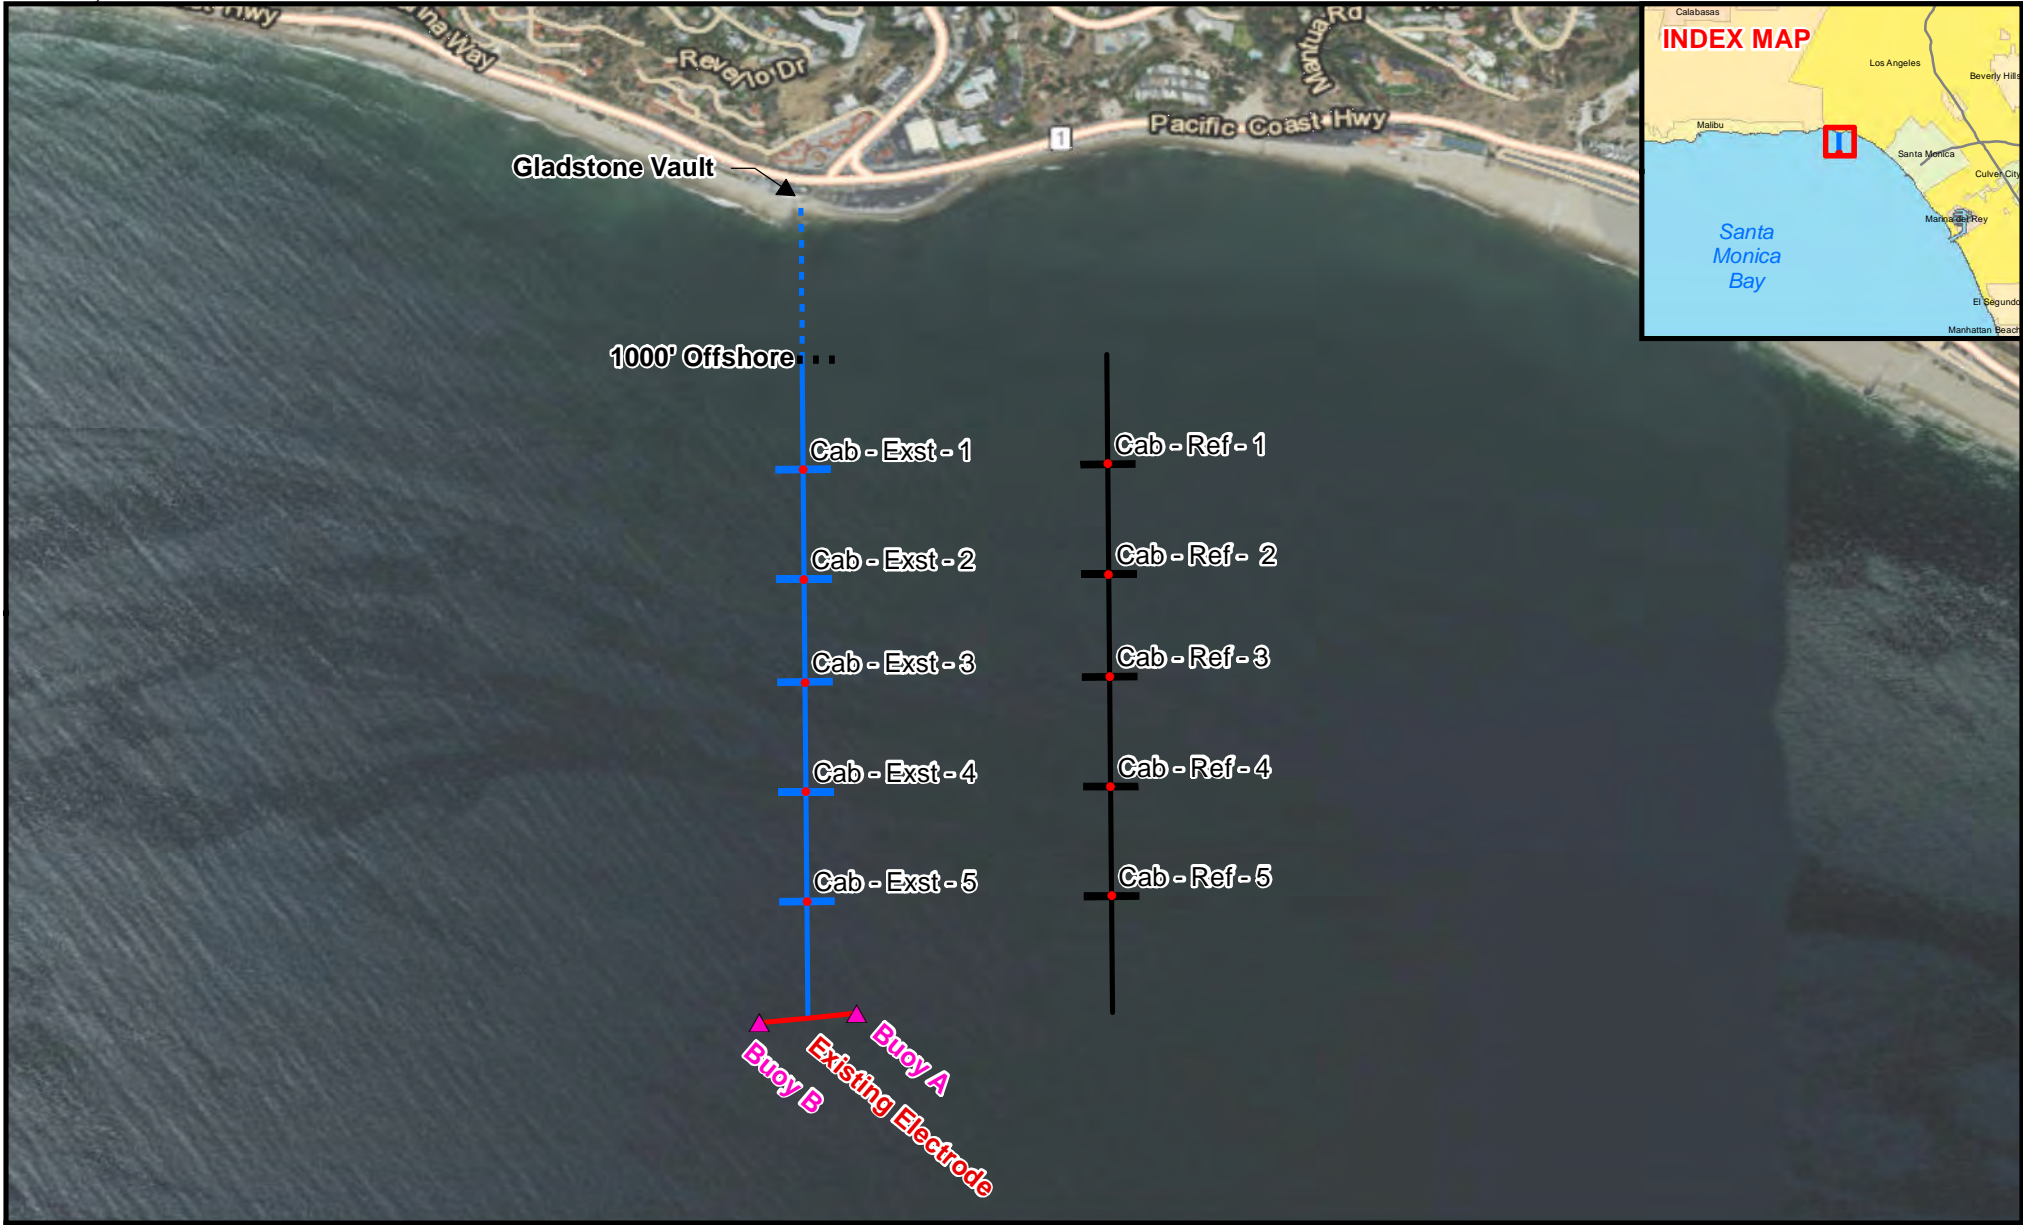 Hwy
Way
Revello Dr
Mantua Rd
Pacific Coast Hwy
1
Gladstone Vault
1000' Offshore
Cab - Exst - 1
Cab - Exst - 2
Cab - Exst - 3
Cab - Exst - 4
Cab - Exst - 5
Cab - Ref - 1
Cab - Ref -  2
Cab - Ref - 3
Cab - Ref - 4
Cab - Ref - 5
Buoy A
Buoy B
Existing Electrode
INDEX MAP
Calabasas
Los Angeles
Beverly Hills
Malibu
Santa Monica
Culver City
Marina del Rey
Santa
Monica
Bay
El Segundo
Manhattan Beach